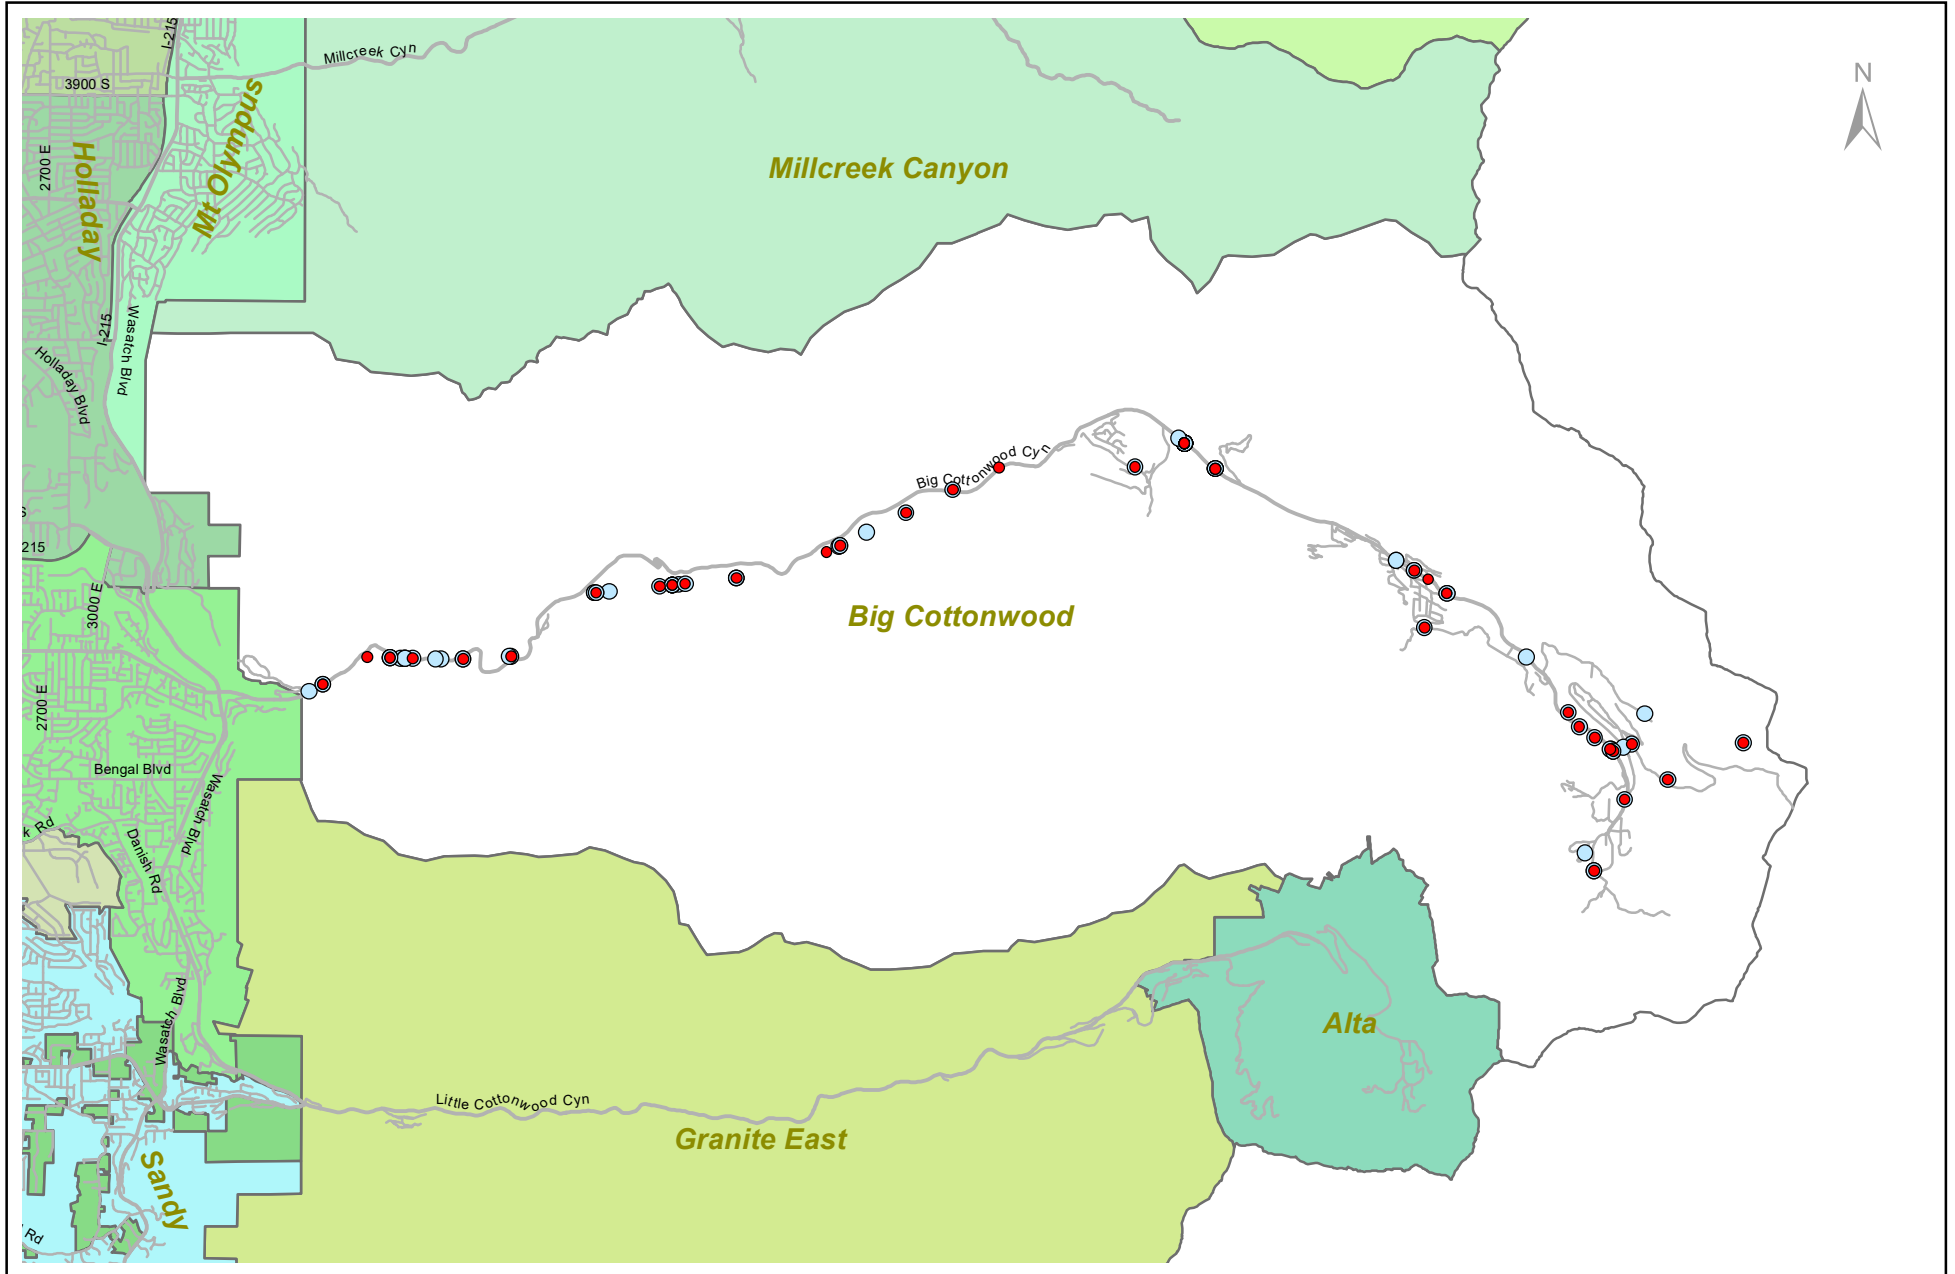 I-215
Millcreek Cyn
N
3900 S
Mt Olympus
Holladay
2700 E
Millcreek Canyon
I-215
Wasatch Blvd
Holladay Blvd
Big Cottonwood Cyn
S
215
3000 E
Big Cottonwood
2700 E
Bengal Blvd
Wasatch Blvd
k Rd
Danish Rd
Wasatch Blvd
Alta
Little Cottonwood Cyn
Granite East
Sandy
Rd